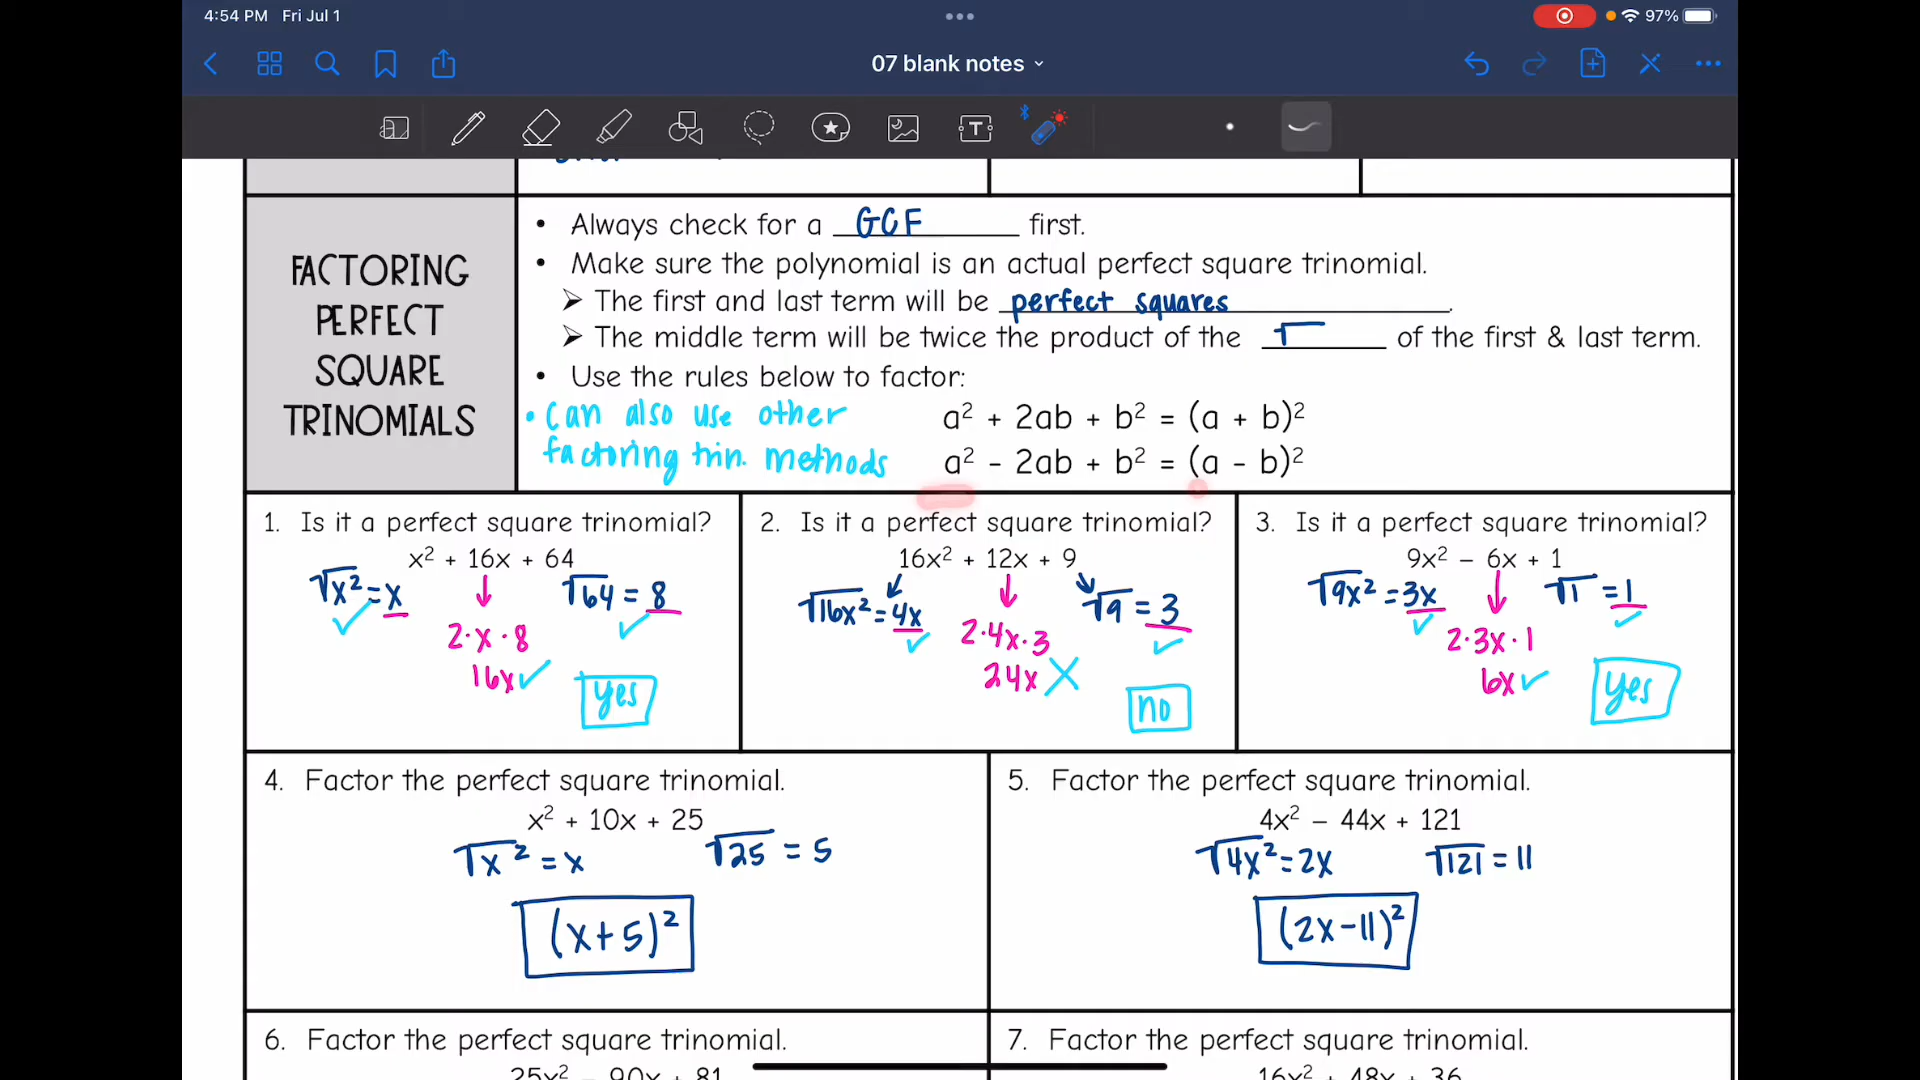 4:54 PM Fri Jul 1
97%
07 blank notes
FACTORING
PERFECT
SQUARE
TRINOMIALS
• Always check for a GCF first.
• Make sure the polynomial is an actual perfect square trinomial.
➢ The first and last term will be perfect squares.
➢ The middle term will be twice the product of the √ of the first & last term.
• Use the rules below to factor:
• can also use other
factoring trin. methods
a² + 2ab + b² = (a + b)²
a² - 2ab + b² = (a - b)²
1. Is it a perfect square trinomial?
x² + 16x + 64
√x² = x √64 = 8
2·x·8
16x ✓
yes
2. Is it a perfect square trinomial?
16x² + 12x + 9
√16x² = 4x √9 = 3
2·4x·3
24x X
no
3. Is it a perfect square trinomial?
9x² – 6x + 1
√9x² = 3x √1 = 1
2·3x·1
6x ✓
yes
4. Factor the perfect square trinomial.
x² + 10x + 25
√x² = x √25 = 5
(x+5)²
5. Factor the perfect square trinomial.
4x² – 44x + 121
√4x² = 2x √121 = 11
(2x-11)²
6. Factor the perfect square trinomial.
25x² – 90x + 81
7. Factor the perfect square trinomial.
16x² + 48x + 36